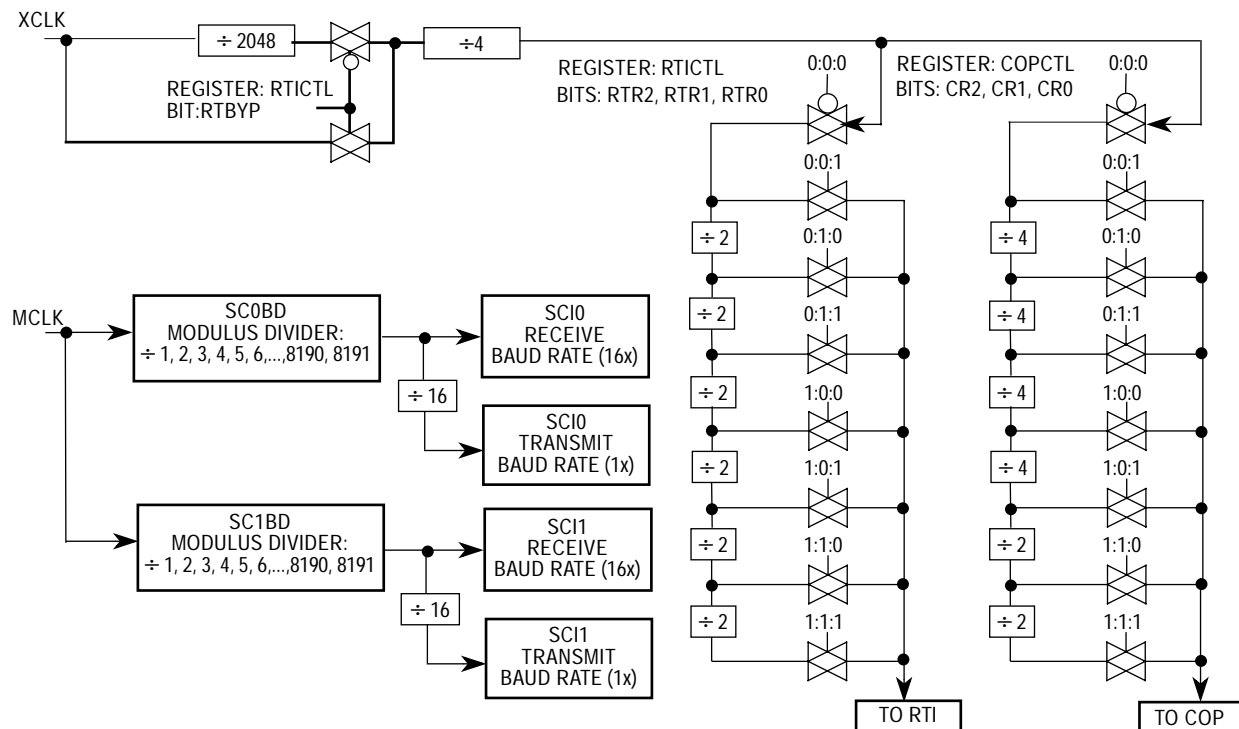 XCLK
÷ 2048
÷4
REGISTER: RTICTL
BIT:RTBYP
REGISTER: RTICTL
BITS: RTR2, RTR1, RTR0
0:0:0
REGISTER: COPCTL
BITS: CR2, CR1, CR0
0:0:0
0:0:1
÷ 2
0:1:0
÷ 2
0:1:1
÷ 2
1:0:0
÷ 2
1:0:1
÷ 2
1:1:0
÷ 2
1:1:1
TO RTI
0:0:1
÷ 4
0:1:0
÷ 4
0:1:1
÷ 4
1:0:0
÷ 4
1:0:1
÷ 2
1:1:0
÷ 2
1:1:1
TO COP
MCLK
SC0BD
MODULUS DIVIDER:
÷ 1, 2, 3, 4, 5, 6,...,8190, 8191
SCI0
RECEIVE
BAUD RATE (16x)
÷ 16
SCI0
TRANSMIT
BAUD RATE (1x)
SC1BD
MODULUS DIVIDER:
÷ 1, 2, 3, 4, 5, 6,...,8190, 8191
SCI1
RECEIVE
BAUD RATE (16x)
÷ 16
SCI1
TRANSMIT
BAUD RATE (1x)